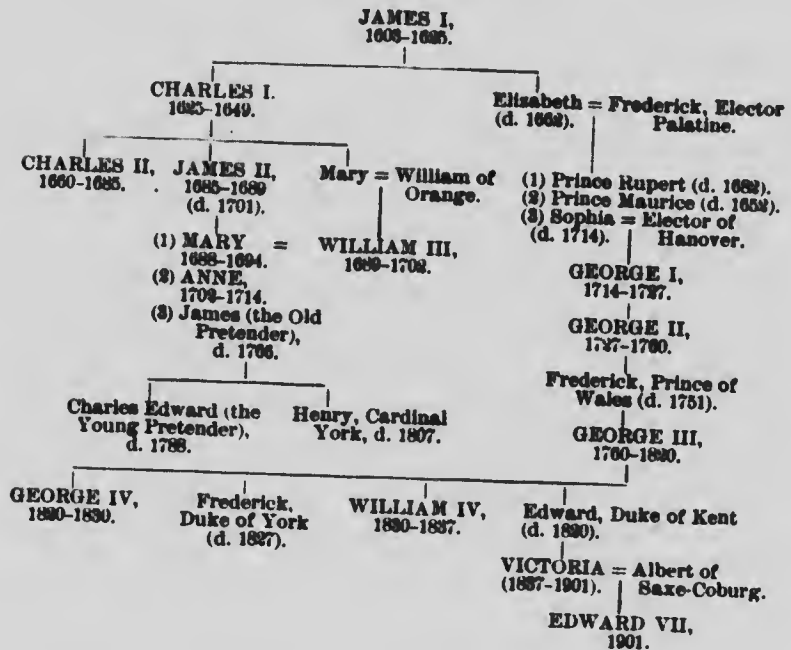 JAMES I,
1603-1625.
CHARLES I.
1625-1649.
Elisabeth = Frederick, Elector
(d. 1662). Palatine.
CHARLES II,
1660-1685.
JAMES II,
1685-1689
(d. 1701).
Mary = William of
Orange.
(1) Prince Rupert (d. 1682).
(2) Prince Maurice (d. 1652).
(3) Sophia = Elector of
(d. 1714). Hanover.
(1) MARY = WILLIAM III,
1688-1694. 1689-1702.
(2) ANNE,
1702-1714.
(3) James (the Old
Pretender),
d. 1766.
GEORGE I,
1714-1727.
GEORGE II,
1727-1760.
Frederick, Prince of
Wales (d. 1751).
Charles Edward (the
Young Pretender),
d. 1788.
Henry, Cardinal
York, d. 1807.
GEORGE III,
1760-1820.
GEORGE IV,
1820-1830.
Frederick,
Duke of York
(d. 1827).
WILLIAM IV,
1830-1837.
Edward, Duke of Kent
(d. 1820).
VICTORIA = Albert of
(1837-1901). Saxe-Coburg.
EDWARD VII,
1901.